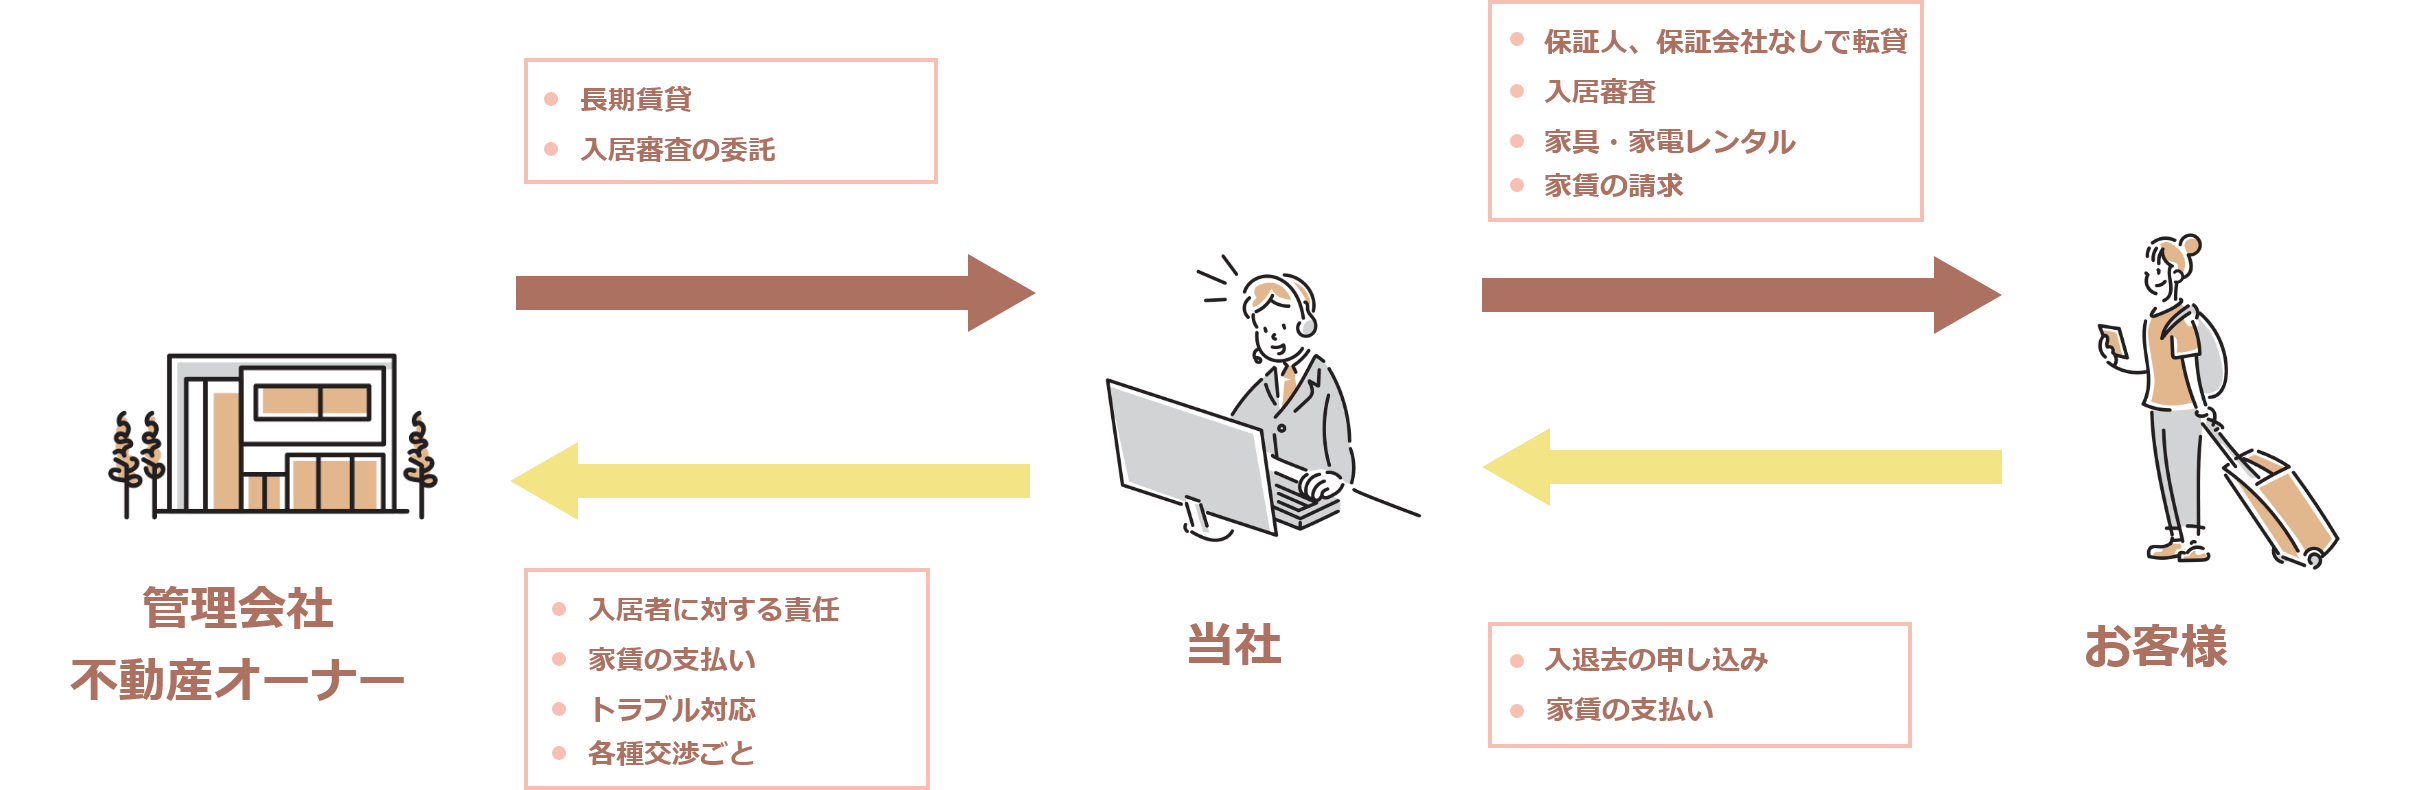 長期賃貸
入居審査の委託
保証人、保証会社なしで転貸
入居審査
家具・家電レンタル
家賃の請求
管理会社
不動産オーナー
入居者に対する責任
家賃の支払い
トラブル対応
各種交渉ごと
当社
入退去の申し込み
家賃の支払い
お客様